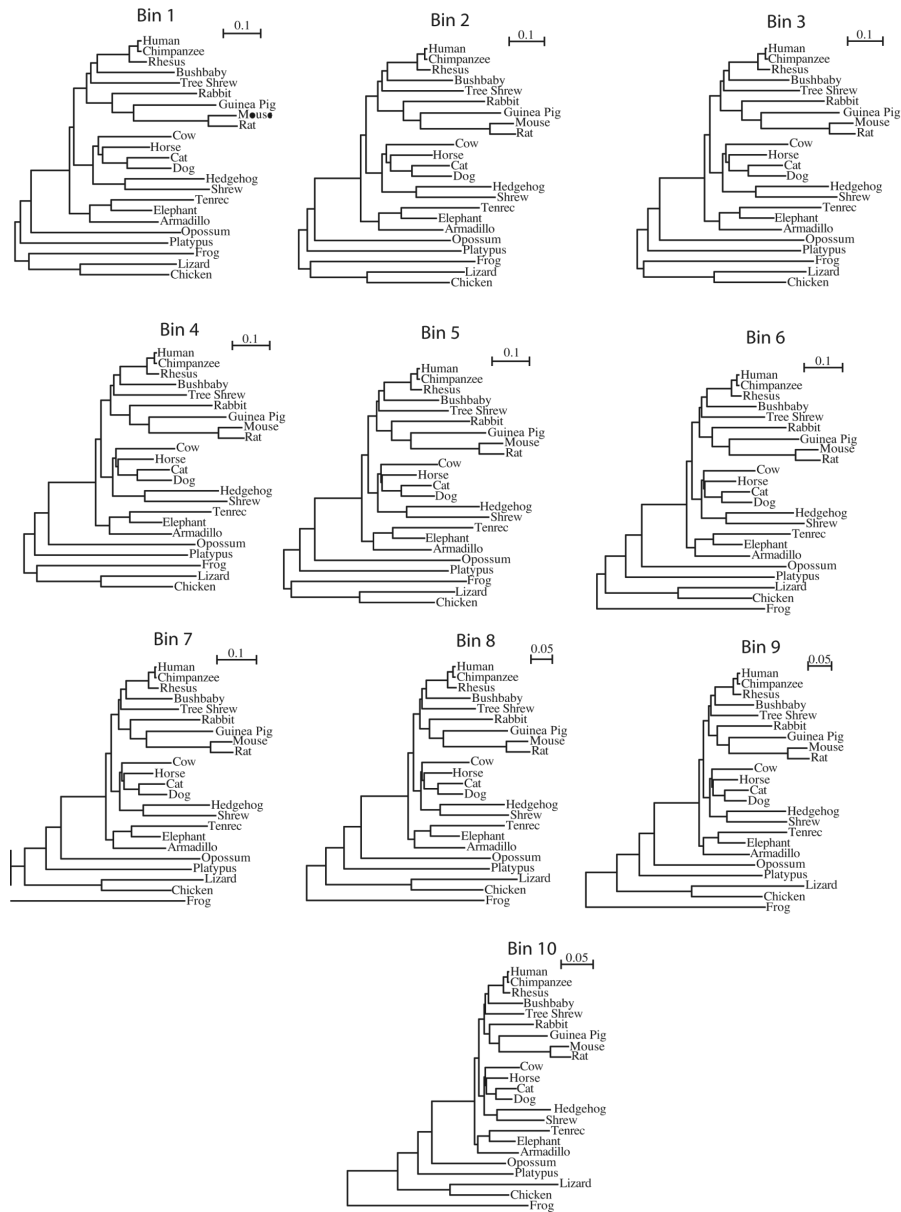 Bin 1
0.1
Human
Chimpanzee
Rhesus
Bushbaby
Tree Shrew
Rabbit
Guinea Pig
Mouse
Rat
Cow
Horse
Cat
Dog
Hedgehog
Shrew
Tenrec
Elephant
Armadillo
Opossum
Platypus
Frog
Lizard
Chicken
Bin 2
0.1
Human
Chimpanzee
Rhesus
Bushbaby
Tree Shrew
Rabbit
Guinea Pig
Mouse
Rat
Cow
Horse
Cat
Dog
Hedgehog
Shrew
Tenrec
Elephant
Armadillo
Opossum
Platypus
Frog
Lizard
Chicken
Bin 3
0.1
Human
Chimpanzee
Rhesus
Bushbaby
Tree Shrew
Rabbit
Guinea Pig
Mouse
Rat
Cow
Horse
Cat
Dog
Hedgehog
Shrew
Tenrec
Elephant
Armadillo
Opossum
Platypus
Frog
Lizard
Chicken
Bin 4
0.1
Human
Chimpanzee
Rhesus
Bushbaby
Tree Shrew
Rabbit
Guinea Pig
Mouse
Rat
Cow
Horse
Cat
Dog
Hedgehog
Shrew
Tenrec
Elephant
Armadillo
Opossum
Platypus
Frog
Lizard
Chicken
Bin 5
0.1
Human
Chimpanzee
Rhesus
Bushbaby
Tree Shrew
Rabbit
Guinea Pig
Mouse
Rat
Cow
Horse
Cat
Dog
Hedgehog
Shrew
Tenrec
Elephant
Armadillo
Opossum
Platypus
Frog
Lizard
Chicken
Bin 6
0.1
Human
Chimpanzee
Rhesus
Bushbaby
Tree Shrew
Rabbit
Guinea Pig
Mouse
Rat
Cow
Horse
Cat
Dog
Hedgehog
Shrew
Tenrec
Elephant
Armadillo
Opossum
Platypus
Lizard
Chicken
Frog
Bin 7
0.1
Human
Chimpanzee
Rhesus
Bushbaby
Tree Shrew
Rabbit
Guinea Pig
Mouse
Rat
Cow
Horse
Cat
Dog
Hedgehog
Shrew
Tenrec
Elephant
Armadillo
Opossum
Platypus
Lizard
Chicken
Frog
Bin 8
0.05
Human
Chimpanzee
Rhesus
Bushbaby
Tree Shrew
Rabbit
Guinea Pig
Mouse
Rat
Cow
Horse
Cat
Dog
Hedgehog
Shrew
Tenrec
Elephant
Armadillo
Opossum
Platypus
Lizard
Chicken
Frog
Bin 9
0.05
Human
Chimpanzee
Rhesus
Bushbaby
Tree Shrew
Rabbit
Guinea Pig
Mouse
Rat
Cow
Horse
Cat
Dog
Hedgehog
Shrew
Tenrec
Elephant
Armadillo
Opossum
Platypus
Lizard
Chicken
Frog
Bin 10
0.05
Human
Chimpanzee
Rhesus
Bushbaby
Tree Shrew
Rabbit
Guinea Pig
Mouse
Rat
Cow
Horse
Cat
Dog
Hedgehog
Shrew
Tenrec
Elephant
Armadillo
Opossum
Platypus
Lizard
Chicken
Frog